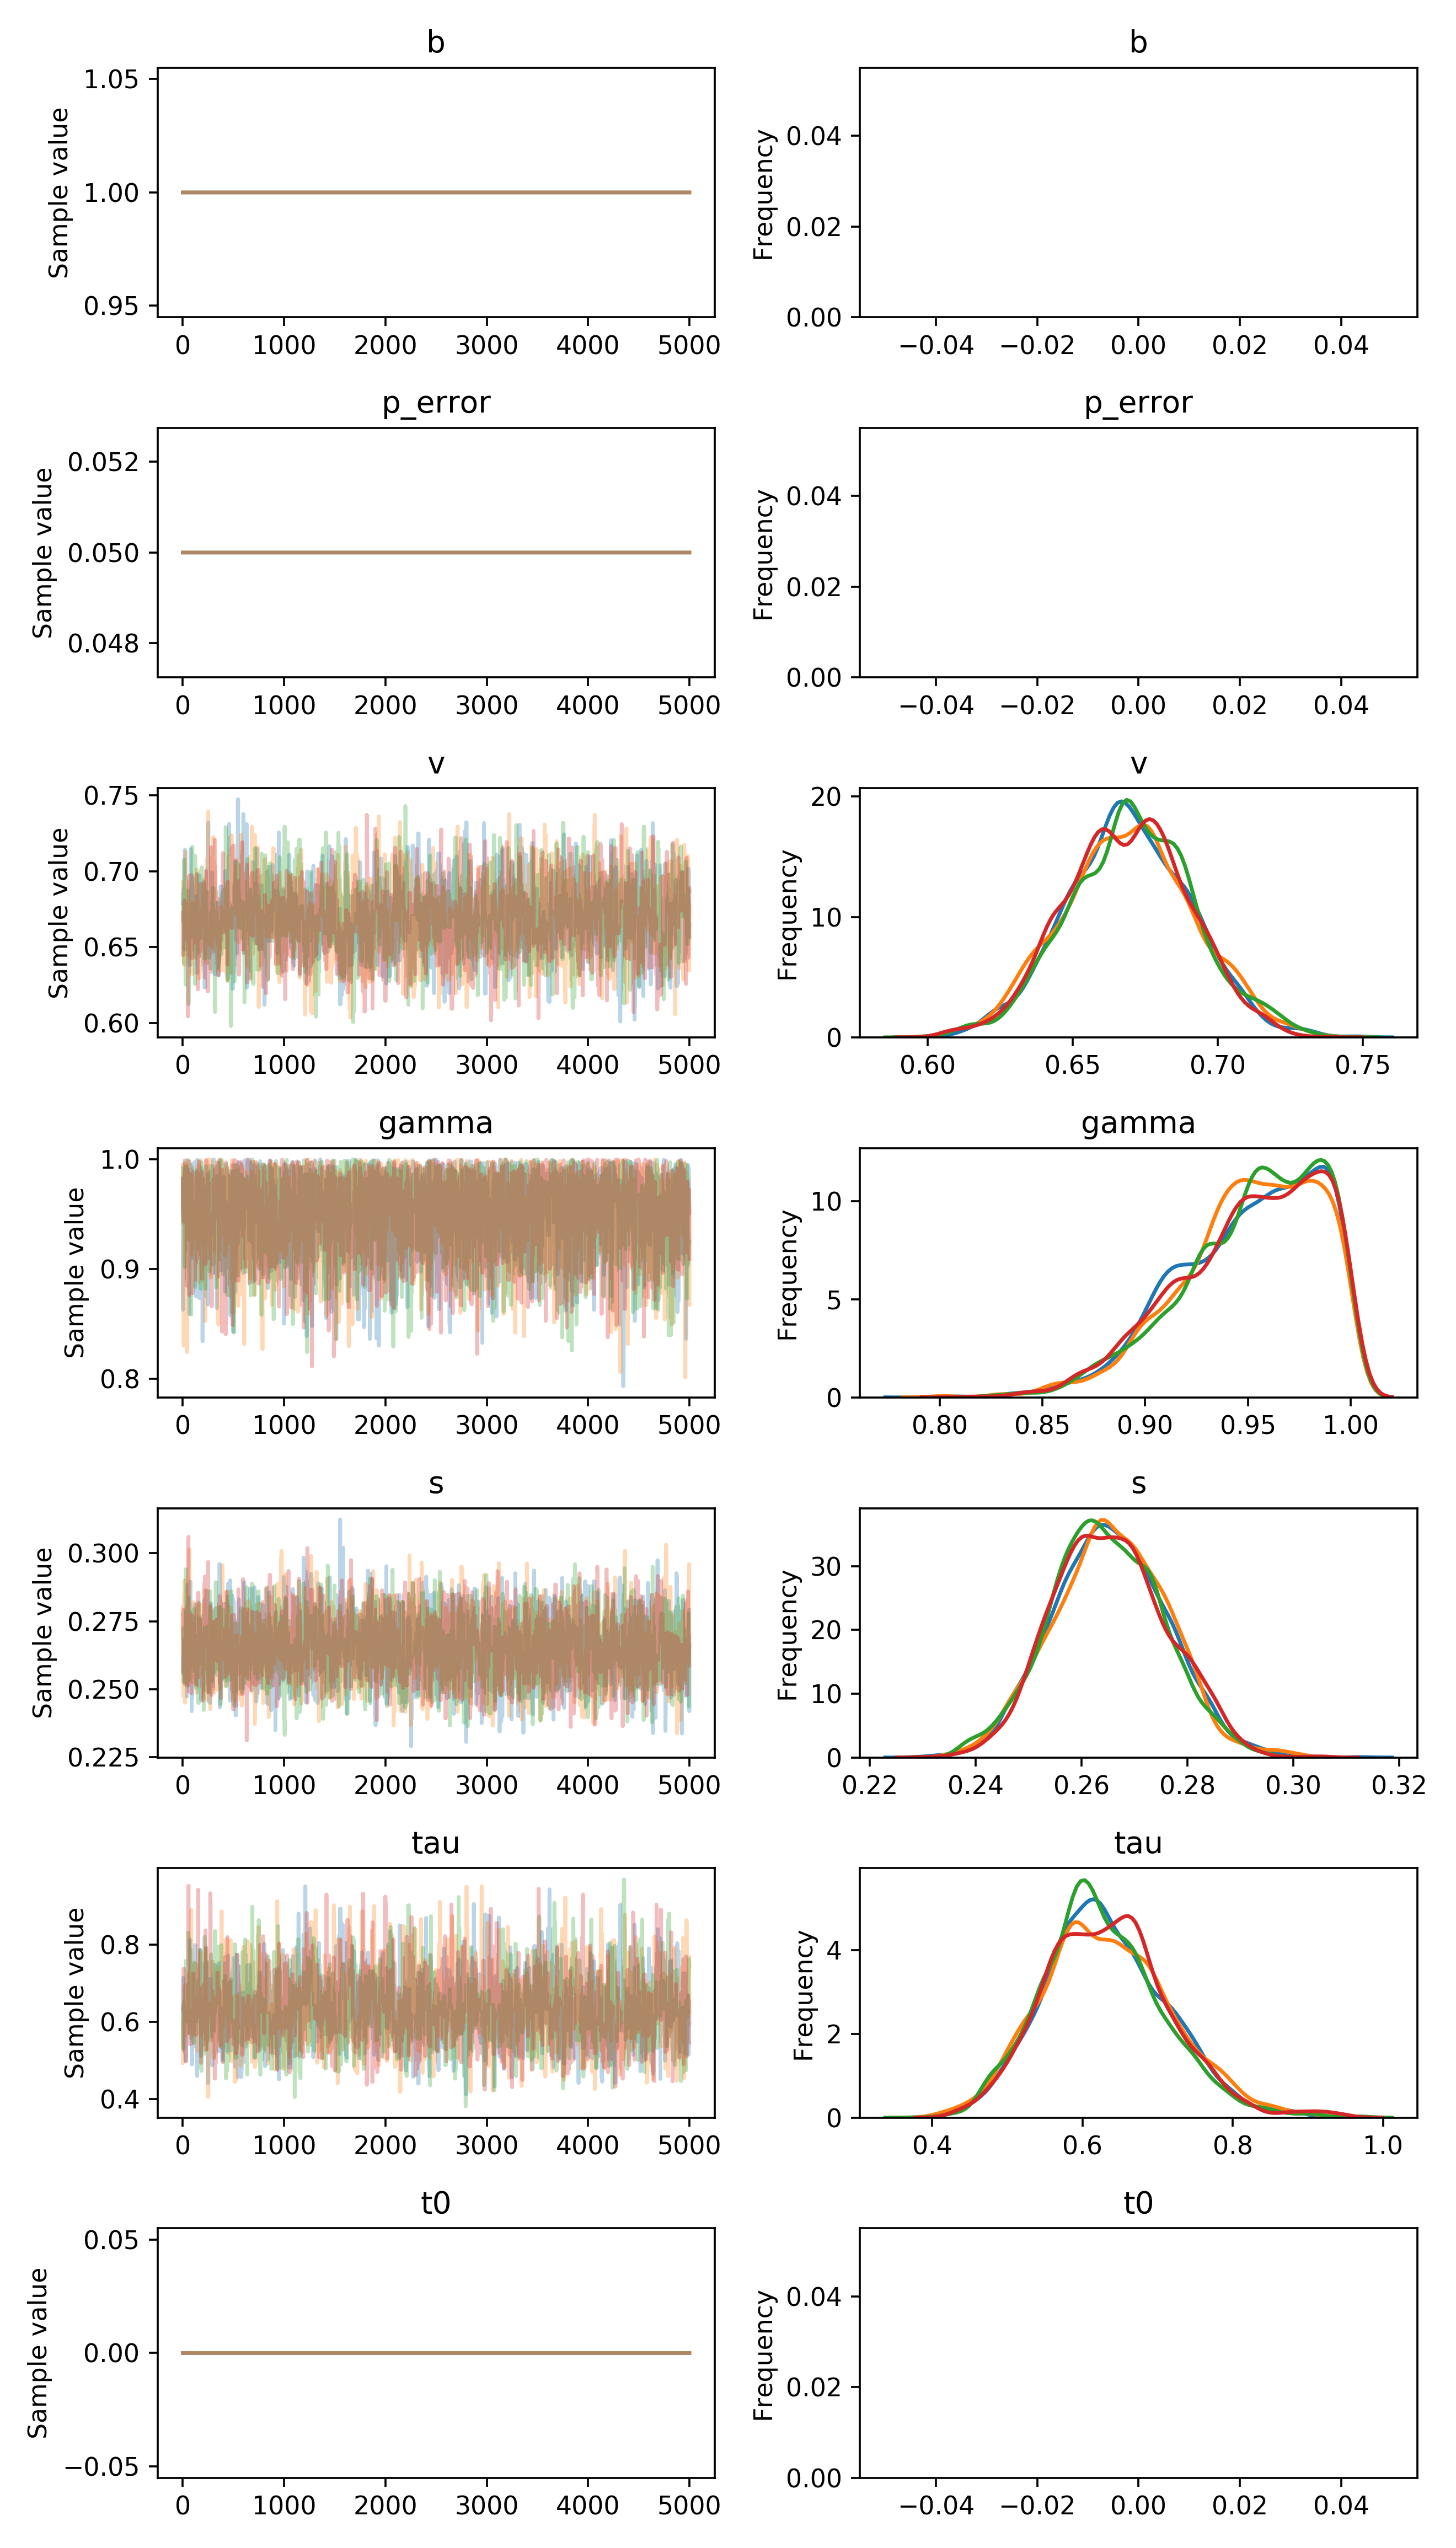 b
b
Sample value
1.05
1.00
0.95
0 1000 2000 3000 4000 5000
Frequency
0.04
0.02
0.00
−0.04 −0.02 0.00 0.02 0.04
p_error
p_error
Sample value
0.052
0.050
0.048
0 1000 2000 3000 4000 5000
Frequency
0.04
0.02
0.00
−0.04 −0.02 0.00 0.02 0.04
v
v
Sample value
0.75
0.70
0.65
0.60
0 1000 2000 3000 4000 5000
Frequency
20
10
0
0.60 0.65 0.70 0.75
gamma
gamma
Sample value
1.0
0.9
0.8
0 1000 2000 3000 4000 5000
Frequency
10
5
0
0.80 0.85 0.90 0.95 1.00
s
s
Sample value
0.300
0.275
0.250
0.225
0 1000 2000 3000 4000 5000
Frequency
30
20
10
0
0.22 0.24 0.26 0.28 0.30 0.32
tau
tau
Sample value
0.8
0.6
0.4
0 1000 2000 3000 4000 5000
Frequency
4
2
0
0.4 0.6 0.8 1.0
t0
t0
Sample value
0.05
0.00
−0.05
0 1000 2000 3000 4000 5000
Frequency
0.04
0.02
0.00
−0.04 −0.02 0.00 0.02 0.04